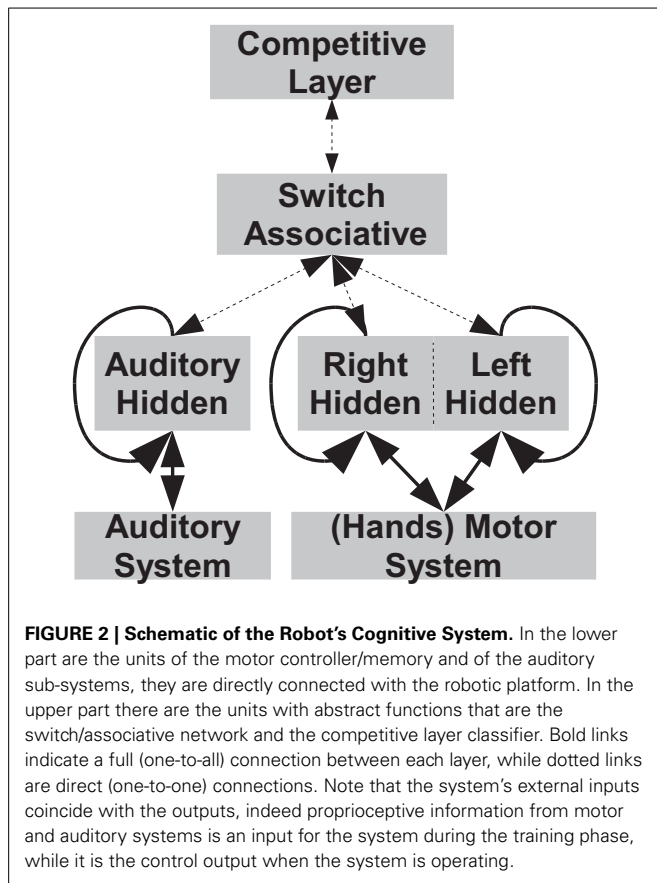 Competitive
Layer
Switch
Associative
Auditory
Hidden
Right
Hidden
Left
Hidden
Auditory
System
(Hands) Motor
System
FIGURE 2 | Schematic of the Robot's Cognitive System. In the lower
part are the units of the motor controller/memory and of the auditory
sub-systems, they are directly connected with the robotic platform. In the
upper part there are the units with abstract functions that are the
switch/associative network and the competitive layer classifier. Bold links
indicate a full (one-to-all) connection between each layer, while dotted links
are direct (one-to-one) connections. Note that the system's external inputs
coincide with the outputs, indeed proprioceptive information from motor
and auditory systems is an input for the system during the training phase,
while it is the control output when the system is operating.